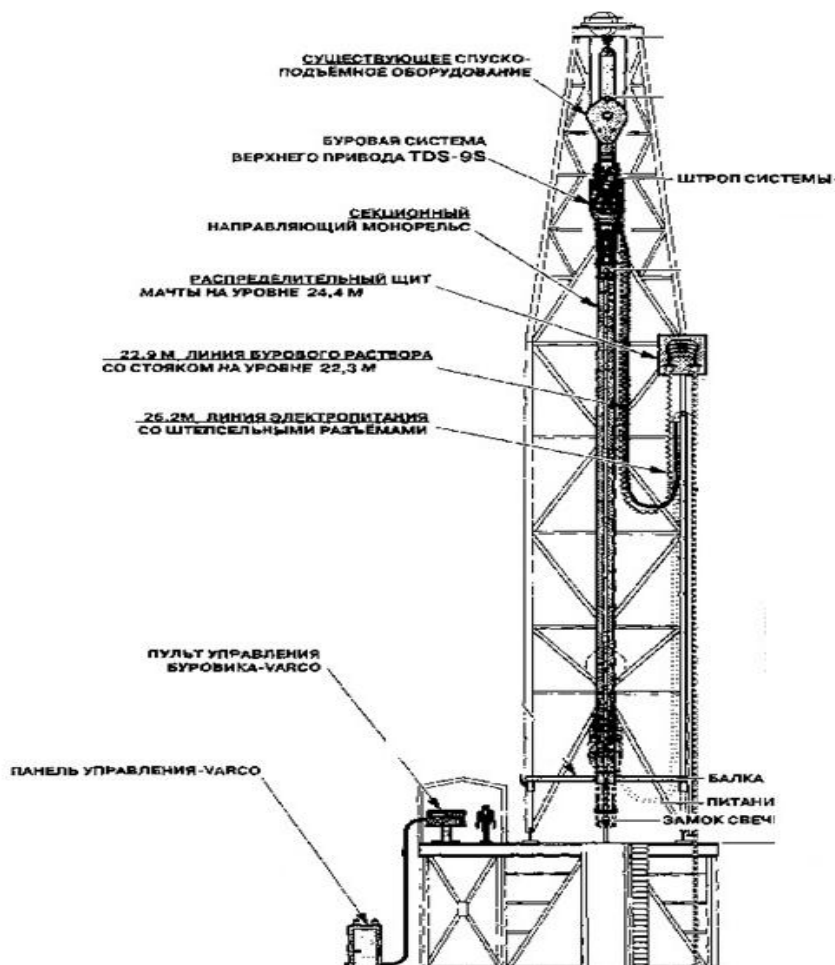 СУЩЕСТВУЮЩЕЕ СПУСКО-
ПОДЪЁМНОЕ ОБОРУДОВАНИЕ
БУРОВАЯ СИСТЕМА
ВЕРХНЕГО ПРИВОДА TDS-9S
ШТРОП СИСТЕМЫ
СЕКЦИОННЫЙ
НАПРАВЛЯЮЩИЙ МОНОРЕЛЬС
РАСПРЕДЕЛИТЕЛЬНЫЙ ЩИТ
МАЧТЫ НА УРОВНЕ 24,4 М
22.9 М ЛИНИЯ БУРОВОГО РАСТВОРА
СО СТОЯКОМ НА УРОВНЕ 22,3 М
26.2М ЛИНИЯ ЭЛЕКТРОПИТАНИЯ
СО ШТЕПСЕЛЬНЫМИ РАЗЪЁМАМИ
ПУЛЬТ УПРАВЛЕНИЯ
БУРОВИКА-VARCO
ПАНЕЛЬ УПРАВЛЕНИЯ-VARCO
БАЛКА
ПИТАНИ
ЗАМОК СВЕЧ